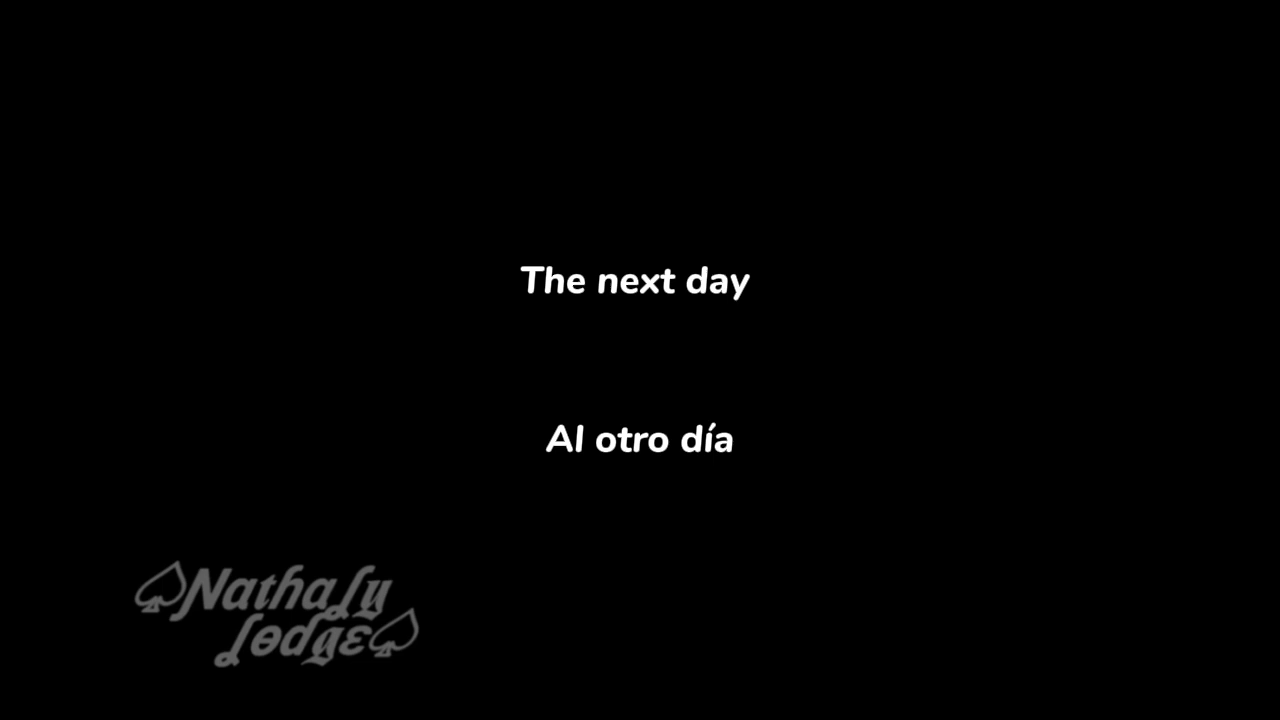 The next day
Al otro día
♤Nathaly
Lodge♤